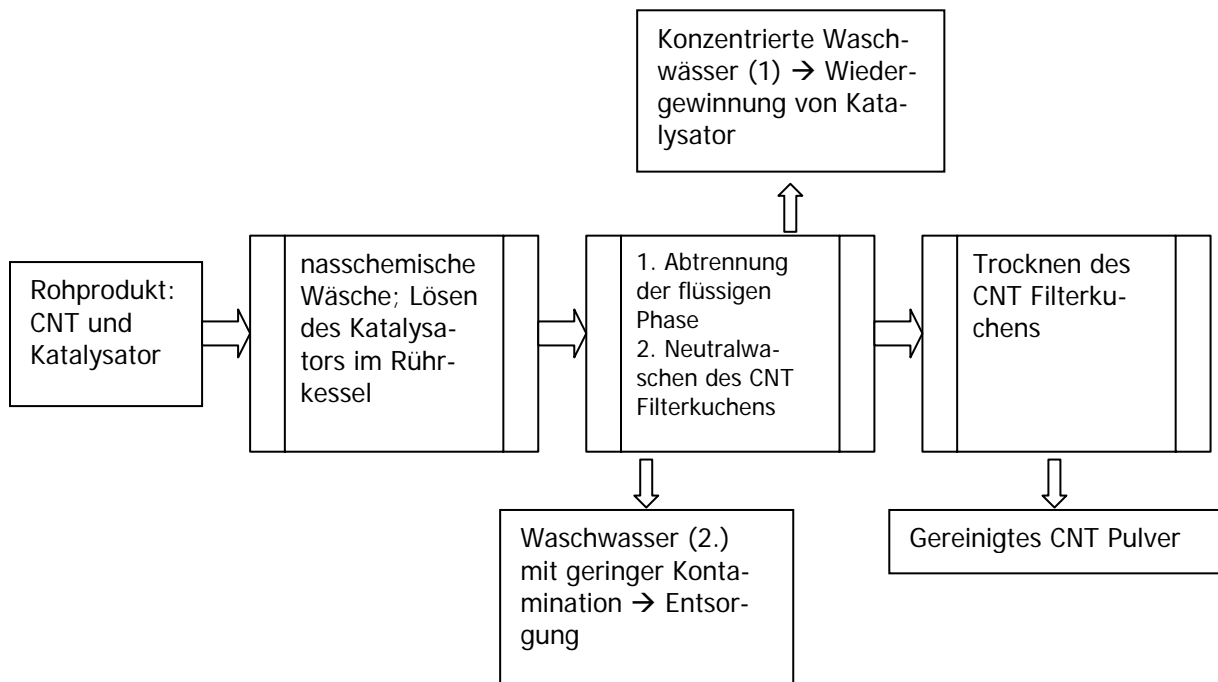 Konzentrierte Wasch-
wässer (1) → Wieder-
gewinnung von Kata-
lysator
Rohprodukt:
CNT und
Katalysator
nasschemische
Wäsche; Lösen
des Katalysa-
tors im Rühr-
kessel
1. Abtrennung
der flüssigen
Phase
2. Neutralwa-
schen des CNT
Filterkuchens
Trocknen des
CNT Filterku-
chens
Waschwasser (2.)
mit geringer Konta-
mination → Entsor-
gung
Gereinigtes CNT Pulver